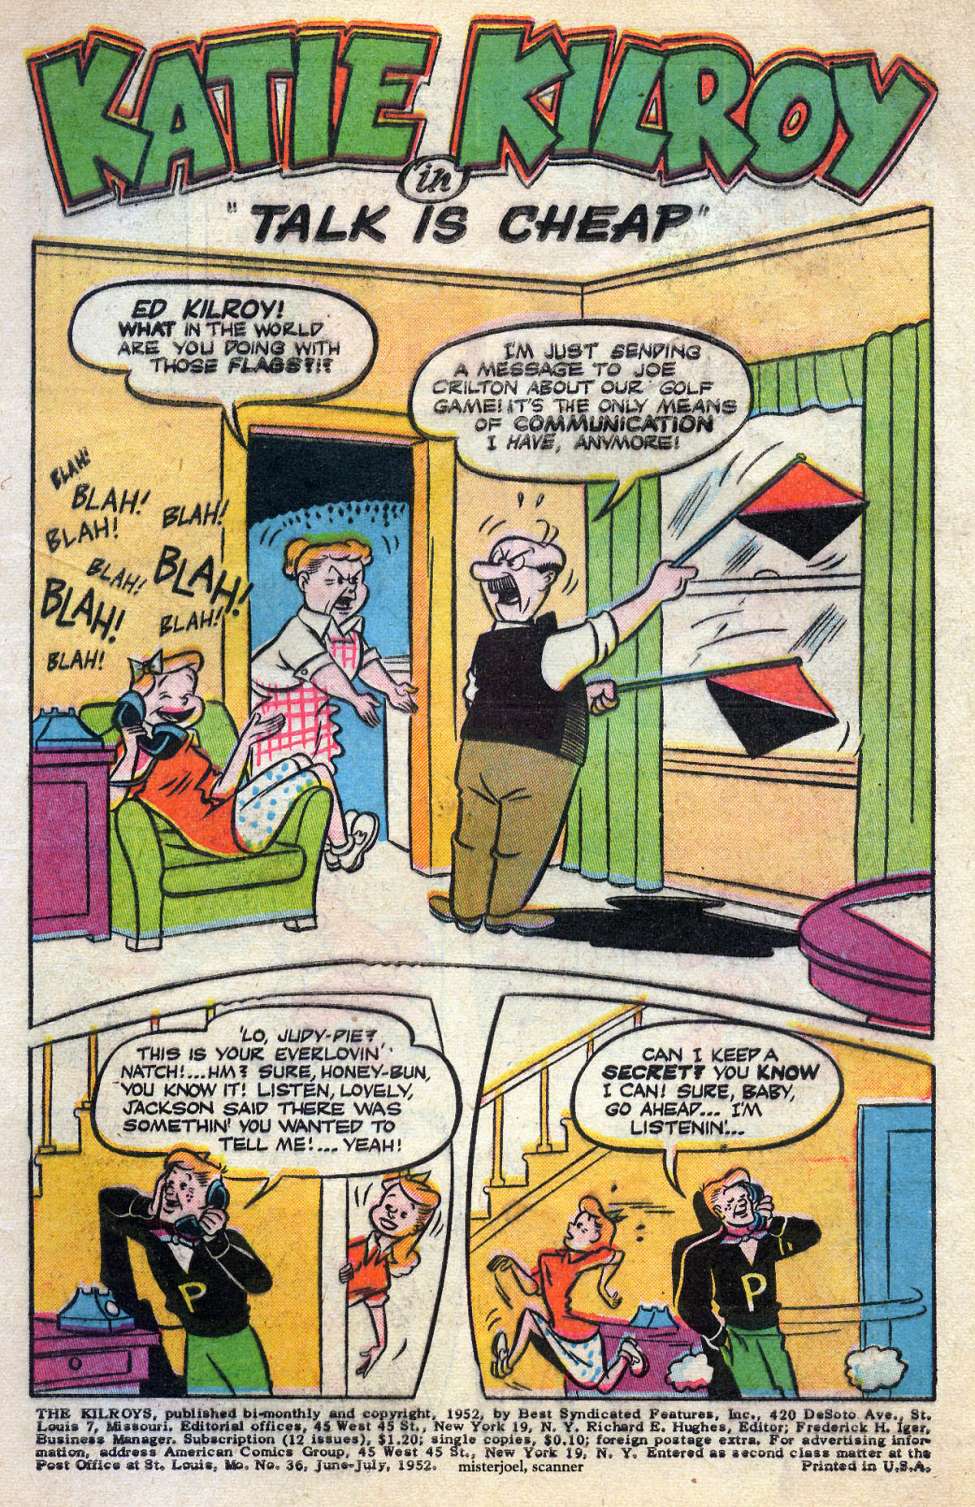 KATIE KILROY
in
"TALK IS CHEAP"
ED KILROY!
WHAT IN THE WORLD
ARE YOU DOING WITH
THOSE FLAGS?!?
I'M JUST SENDING
A MESSAGE TO JOE
CRILTON ABOUT OUR GOLF
GAME! IT'S THE ONLY MEANS
OF COMMUNICATION
I HAVE, ANYMORE!
BLAH!
BLAH!
BLAH!
BLAH!
BLAH!
BLAH!
BLAH!
BLAH!
BLAH!
'LO, JUDY-PIE?
THIS IS YOUR EVERLOVIN'
NATCH!...HM? SURE, HONEY-BUN,
YOU KNOW IT! LISTEN, LOVELY,
JACKSON SAID THERE WAS
SOMETHIN' YOU WANTED TO
TELL ME!... YEAH!
P
CAN I KEEP A
SECRET? YOU KNOW
I CAN! SURE, BABY,
GO AHEAD... I'M
LISTENIN'...
P
THE KILROYS, published bi-monthly and copyright, 1952, by Best Syndicated Features, Inc., 420 DeSoto Ave., St.
Louis 7, Missouri. Editorial offices, 45 West 45 St., New York 19, N. Y. Richard E. Hughes, Editor; Frederick H. Iger,
Business Manager. Subscription (12 issues), $1.20; single copies, $0.10; foreign postage extra. For advertising infor-
mation, address American Comics Group, 45 West 45 St., New York 19, N. Y. Entered as second class matter at the
Post Office at St. Louis, Mo. No. 36, June-July, 1952. misterjoel, scanner Printed in U.S.A.